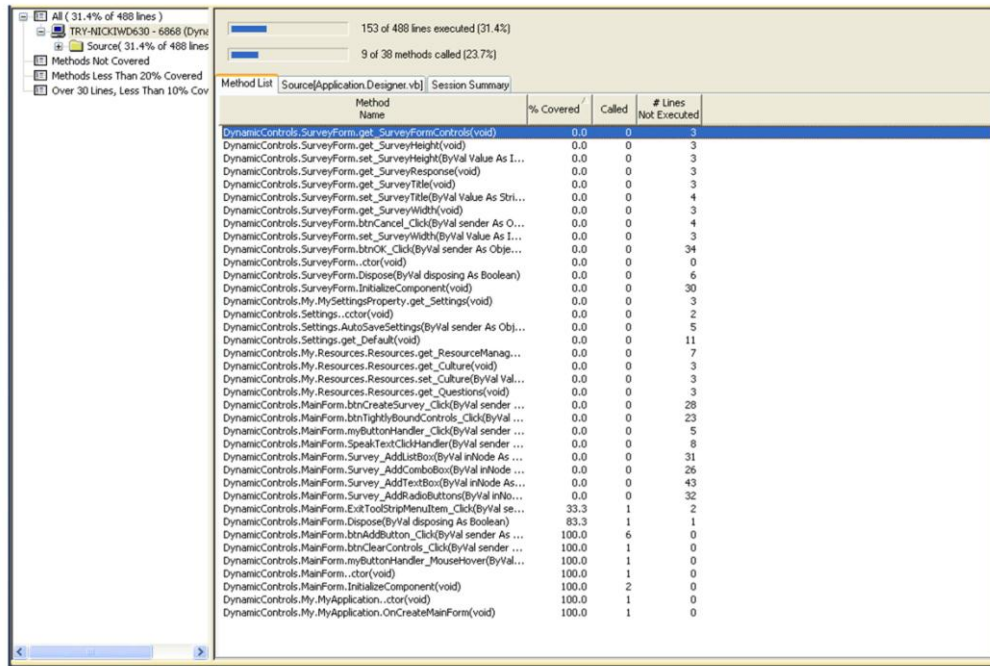 All ( 31.4% of 488 lines )
TRY-NICKIWD630 - 6868 (Dyna
Source( 31.4% of 488 lines
Methods Not Covered
Methods Less Than 20% Covered
Over 30 Lines, Less Than 10% Cov
153 of 488 lines executed (31.4%)
9 of 38 methods called (23.7%)
Method List Source[Application.Designer.vb] Session Summary
Method Name % Covered Called # Lines Not Executed
DynamicControls.SurveyForm.get_SurveyFormControls(void) 0.0 0 3
DynamicControls.SurveyForm.get_SurveyHeight(void) 0.0 0 3
DynamicControls.SurveyForm.set_SurveyHeight(ByVal Value As I... 0.0 0 3
DynamicControls.SurveyForm.get_SurveyResponse(void) 0.0 0 3
DynamicControls.SurveyForm.get_SurveyTitle(void) 0.0 0 3
DynamicControls.SurveyForm.set_SurveyTitle(ByVal Value As Stri... 0.0 0 4
DynamicControls.SurveyForm.get_SurveyWidth(void) 0.0 0 3
DynamicControls.SurveyForm.btnCancel_Click(ByVal sender As O... 0.0 0 4
DynamicControls.SurveyForm.set_SurveyWidth(ByVal Value As I... 0.0 0 3
DynamicControls.SurveyForm.btnOK_Click(ByVal sender As Obje... 0.0 0 34
DynamicControls.SurveyForm..ctor(void) 0.0 0 0
DynamicControls.SurveyForm.Dispose(ByVal disposing As Boolean) 0.0 0 6
DynamicControls.SurveyForm.InitializeComponent(void) 0.0 0 30
DynamicControls.My.MySettingsProperty.get_Settings(void) 0.0 0 3
DynamicControls.Settings..cctor(void) 0.0 0 2
DynamicControls.Settings.AutoSaveSettings(ByVal sender As Obj... 0.0 0 5
DynamicControls.Settings.get_Default(void) 0.0 0 11
DynamicControls.My.Resources.Resources.get_ResourceManag... 0.0 0 7
DynamicControls.My.Resources.Resources.get_Culture(void) 0.0 0 3
DynamicControls.My.Resources.Resources.set_Culture(ByVal Val... 0.0 0 3
DynamicControls.My.Resources.Resources.get_Questions(void) 0.0 0 3
DynamicControls.MainForm.btnCreateSurvey_Click(ByVal sender ... 0.0 0 28
DynamicControls.MainForm.btnTightlyBoundControls_Click(ByVal ... 0.0 0 23
DynamicControls.MainForm.myButtonHandler_Click(ByVal sender ... 0.0 0 5
DynamicControls.MainForm.SpeakTextClickHandler(ByVal sender ... 0.0 0 8
DynamicControls.MainForm.Survey_AddListBox(ByVal inNode As ... 0.0 0 31
DynamicControls.MainForm.Survey_AddComboBox(ByVal inNode ... 0.0 0 26
DynamicControls.MainForm.Survey_AddTextBox(ByVal inNode As... 0.0 0 43
DynamicControls.MainForm.Survey_AddRadioButtons(ByVal inNo... 0.0 0 32
DynamicControls.MainForm.ExitToolStripMenuItem_Click(ByVal se... 33.3 1 2
DynamicControls.MainForm.Dispose(ByVal disposing As Boolean) 83.3 1 1
DynamicControls.MainForm.btnAddButton_Click(ByVal sender As ... 100.0 6 0
DynamicControls.MainForm.btnClearControls_Click(ByVal sender ... 100.0 1 0
DynamicControls.MainForm.myButtonHandler_MouseHover(ByVal... 100.0 1 0
DynamicControls.MainForm..ctor(void) 100.0 1 0
DynamicControls.MainForm.InitializeComponent(void) 100.0 2 0
DynamicControls.My.MyApplication..ctor(void) 100.0 1 0
DynamicControls.My.MyApplication.OnCreateMainForm(void) 100.0 1 0